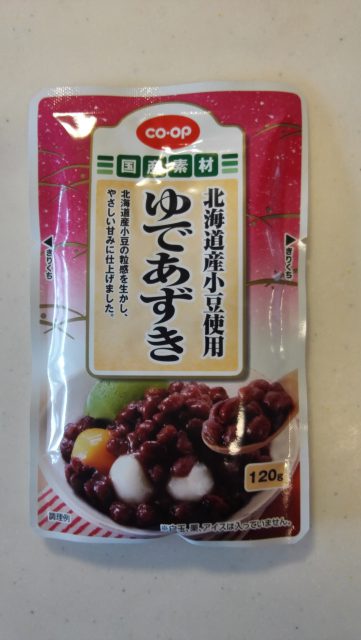 CO·OP
国産素材
北海道産小豆使用
ゆであずき
北海道産小豆の粒感を生かし、
やさしい甘みに仕上げました。
きりくち
きりくち
120g
調理例
※白玉、栗、アイスは入っていません。